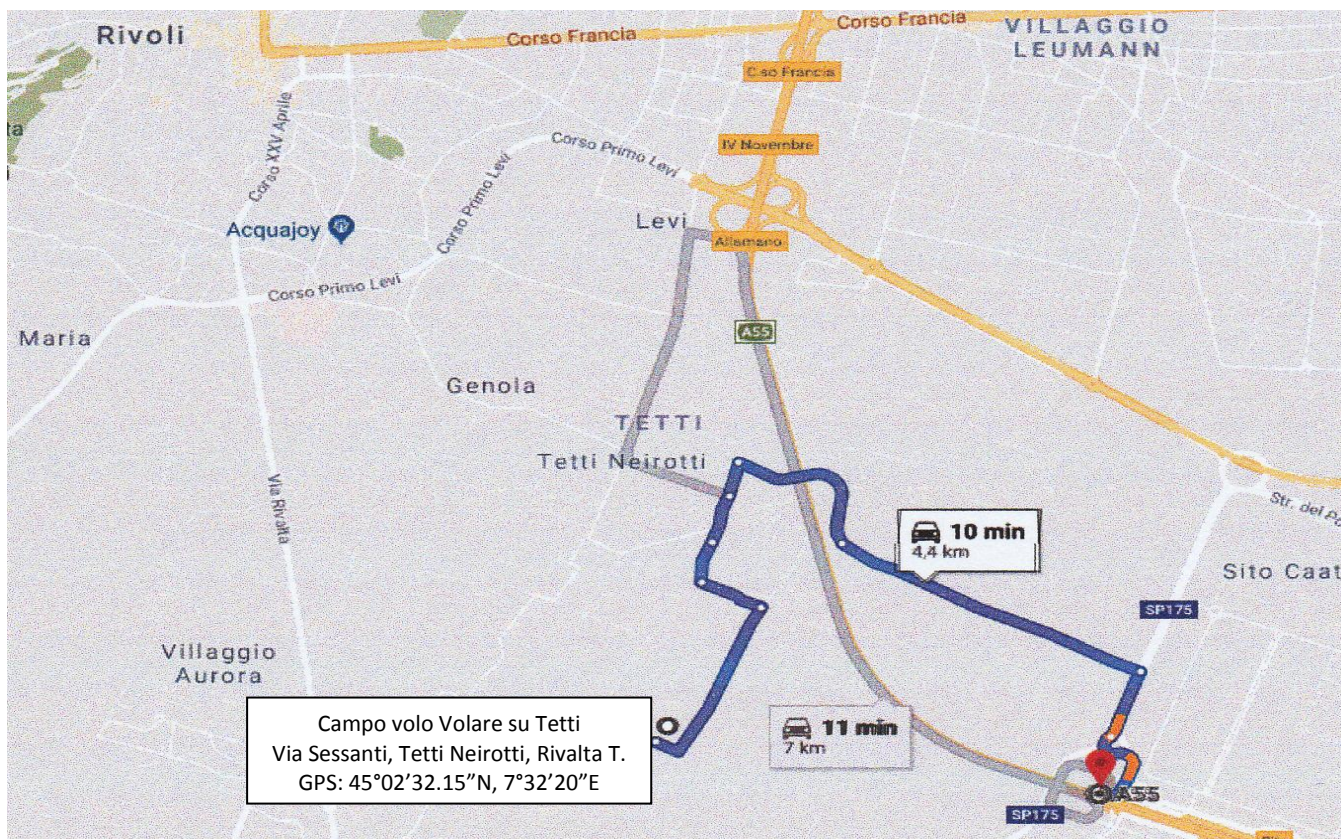 Rivoli
Corso Francia
Corso Francia
VILLAGGIO
LEUMANN
C.so Francia
IV Novembre
Corso XXV Aprile
Corso Primo Levi
Corso Primo Levi
Acquajoy
Levi
Allamano
Corso Primo Levi
A55
Maria
Genola
TETTI
Tetti Neirotti
Via Rivalta
Str. del
10 min
4,4 km
Sito Caat
SP175
Villaggio
Aurora
Campo volo Volare su Tetti
Via Sessanti, Tetti Neirotti, Rivalta T.
GPS: 45°02’32.15”N, 7°32’20”E
11 min
7 km
A55
SP175